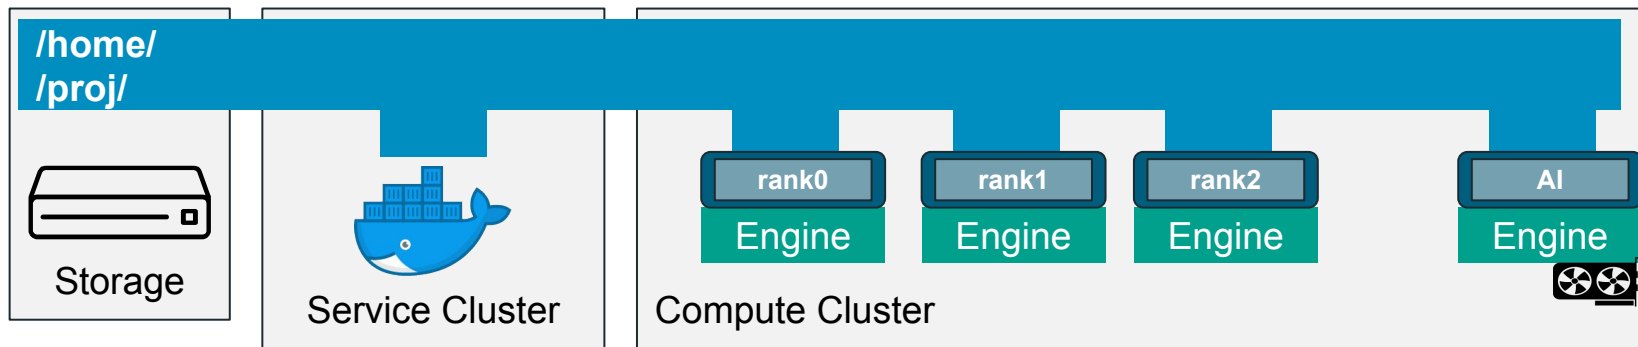 /home/
/proj/
rank0
rank1
rank2
AI
Engine
Engine
Engine
Engine
Storage
Service Cluster
Compute Cluster